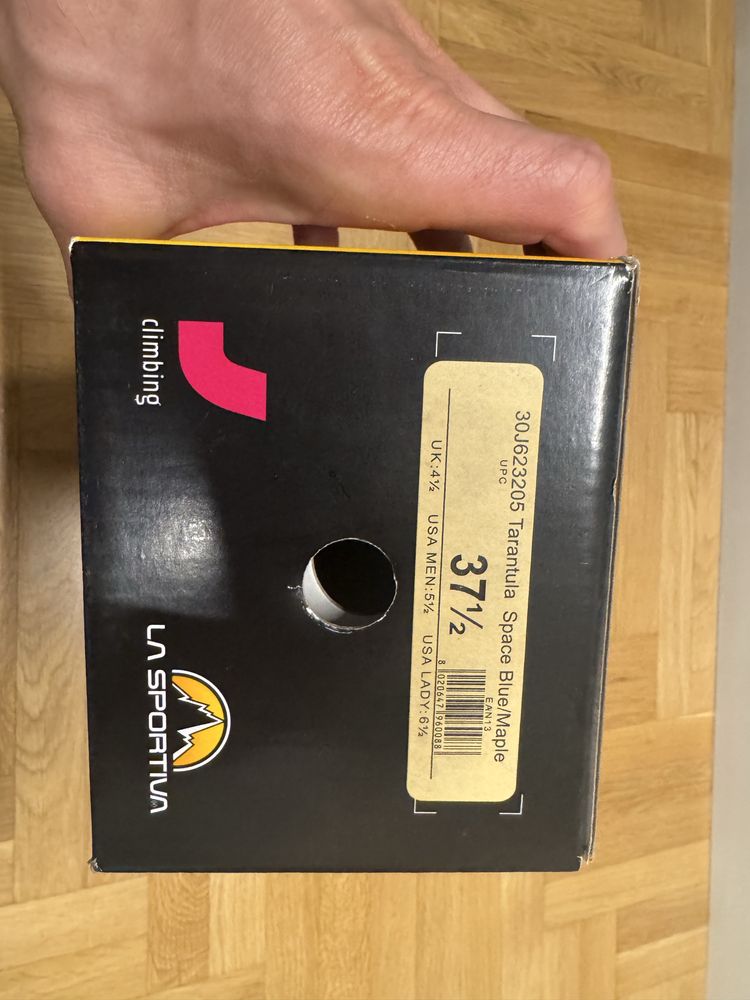 30J623205 Tarantula Space Blue/Maple
UPC
EAN13
37½
8 020647 960088
UK:4½ USA MEN:5½ USA LADY:6½
climbing
LA SPORTIVA